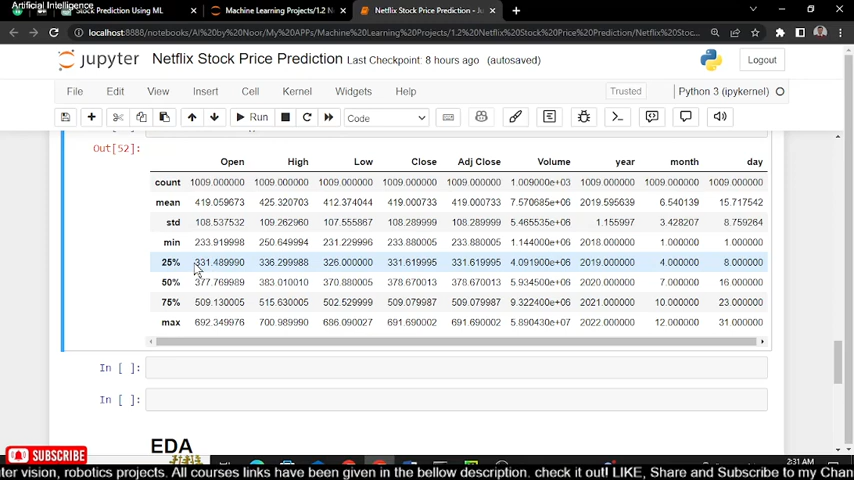 Artificial Intelligence
Stock Prediction Using ML
Machine Learning Projects/1.2 N
Netflix Stock Price Prediction - Ju
localhost:8888/notebooks/AI%20by%20Noor/My%20APPs/Machine%20Learning%20Projects/1.2%20Netflix%20Stock%20Price%20Prediction/Netflix%20Stoc...
jupyter Netflix Stock Price Prediction Last Checkpoint: 8 hours ago (autosaved)
Logout
File Edit View Insert Cell Kernel Widgets Help
Trusted
Python 3 (ipykernel)
Run
Code
Out[52]:
Open High Low Close Adj Close Volume year month day
count 1009.000000 1009.000000 1009.000000 1009.000000 1009.000000 1.009000e+03 1009.000000 1009.000000 1009.000000
mean 419.059673 425.320703 412.374044 419.000733 419.000733 7.570685e+06 2019.595639 6.540139 15.717542
std 108.537532 109.262960 107.555867 108.289999 108.289999 5.465535e+06 1.155997 3.428207 8.759264
min 233.919998 250.649994 231.229996 233.880005 233.880005 1.144000e+06 2018.000000 1.000000 1.000000
25% 331.489990 336.299988 326.000000 331.619995 331.619995 4.091900e+06 2019.000000 4.000000 8.000000
50% 377.769989 383.010010 370.880005 378.670013 378.670013 5.934500e+06 2020.000000 7.000000 16.000000
75% 509.130005 515.630005 502.529999 509.079987 509.079987 9.322400e+06 2021.000000 10.000000 23.000000
max 692.349976 700.989990 686.090027 691.690002 691.690002 5.890430e+07 2022.000000 12.000000 31.000000
In [ ]:
In [ ]:
EDA
SUBSCRIBE
2:31 AM
ter vision, robotics projects. All courses links have been given in the bellow description. check it out! LIKE, Share and Subscribe to my Chan